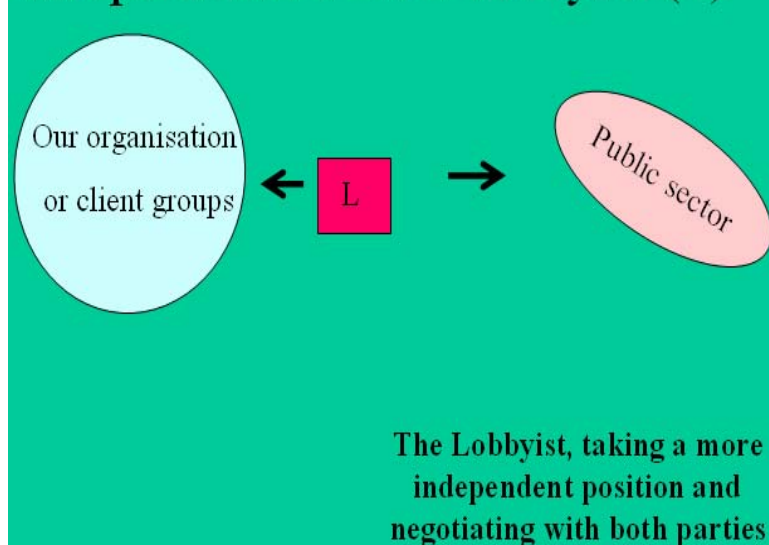 Our organisation
or client groups
L
Public sector
The Lobbyist, taking a more
independent position and
negotiating with both parties